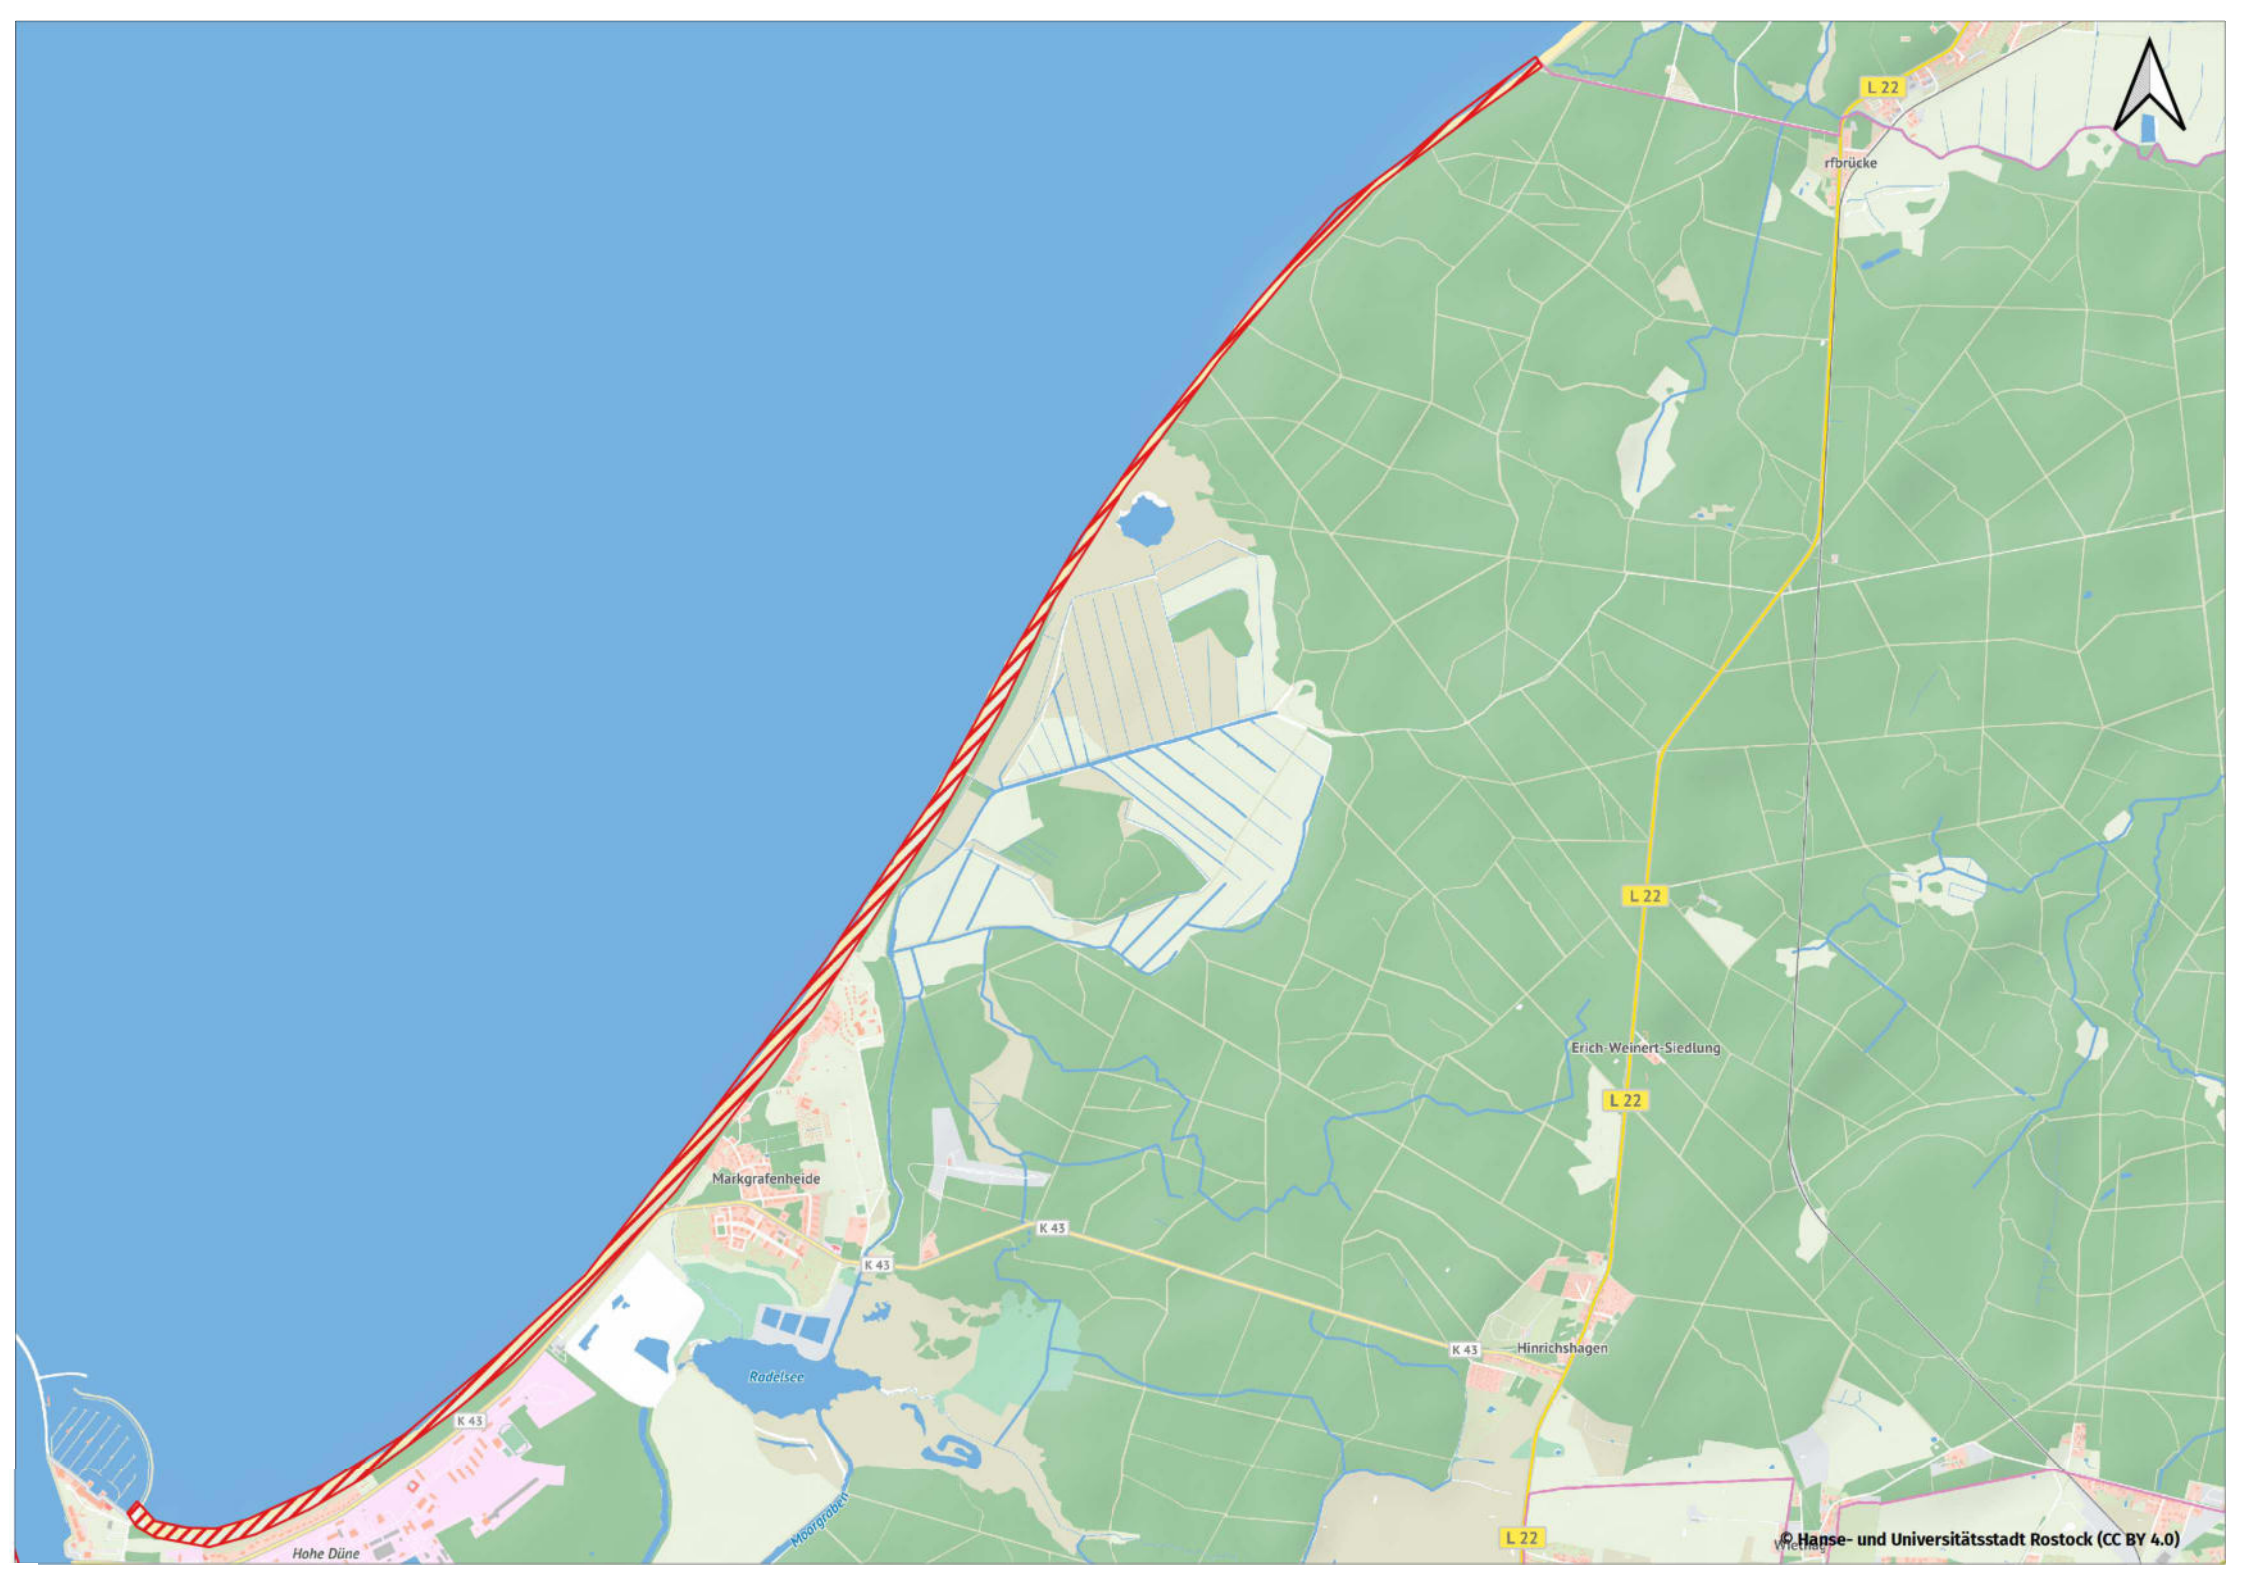 L 22
rfbrücke
L 22
Erich-Weinert-Siedlung
L 22
Markgrafenheide
K 43
K 43
K 43
Hinrichshagen
Radelsee
K 43
Moorgraben
Hohe Düne
L 22
© Hanse- und Universitätsstadt Rostock (CC BY 4.0)